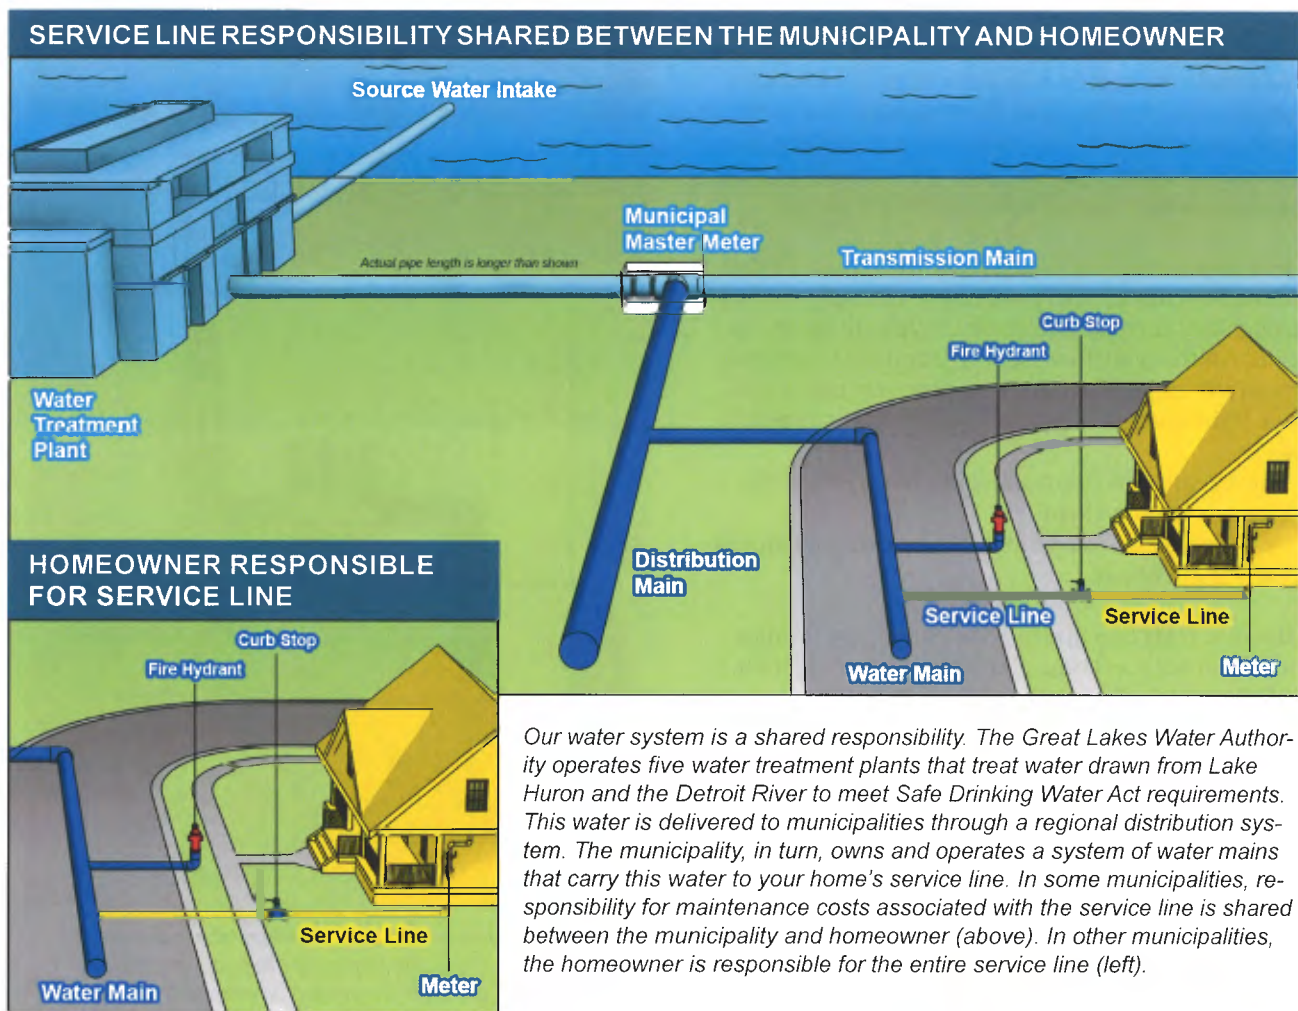 SERVICE LINE RESPONSIBILITY SHARED BETWEEN THE MUNICIPALITY AND HOMEOWNER
Source Water Intake
Municipal
Master Meter
Actual pipe length is longer than shown
Transmission Main
Curb Stop
Fire Hydrant
Water
Treatment
Plant
Distribution
Main
Service Line
Service Line
Water Main
Meter
HOMEOWNER RESPONSIBLE
FOR SERVICE LINE
Curb Stop
Fire Hydrant
Service Line
Water Main
Meter
Our water system is a shared responsibility. The Great Lakes Water Author-
ity operates five water treatment plants that treat water drawn from Lake
Huron and the Detroit River to meet Safe Drinking Water Act requirements.
This water is delivered to municipalities through a regional distribution sys-
tem. The municipality, in turn, owns and operates a system of water mains
that carry this water to your home's service line. In some municipalities, re-
sponsibility for maintenance costs associated with the service line is shared
between the municipality and homeowner (above). In other municipalities,
the homeowner is responsible for the entire service line (left).